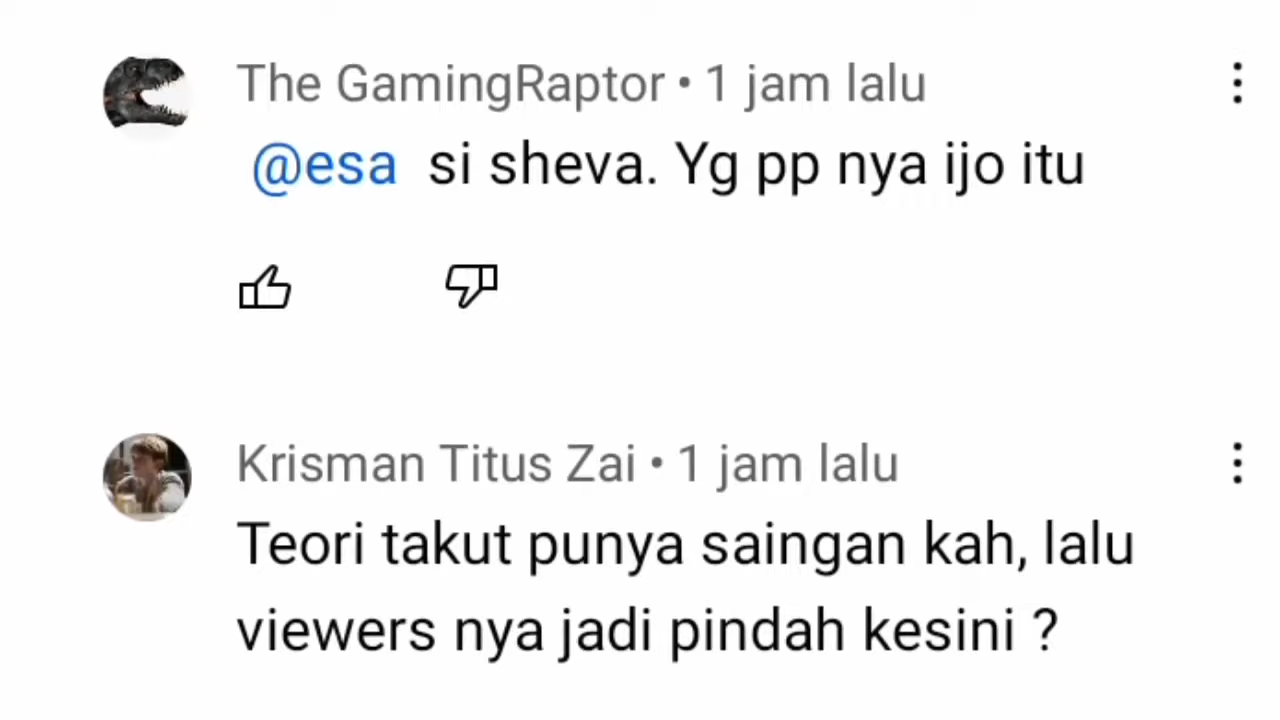 The GamingRaptor • 1 jam lalu
@esa si sheva. Yg pp nya ijo itu
Krisman Titus Zai • 1 jam lalu
Teori takut punya saingan kah, lalu
viewers nya jadi pindah kesini ?